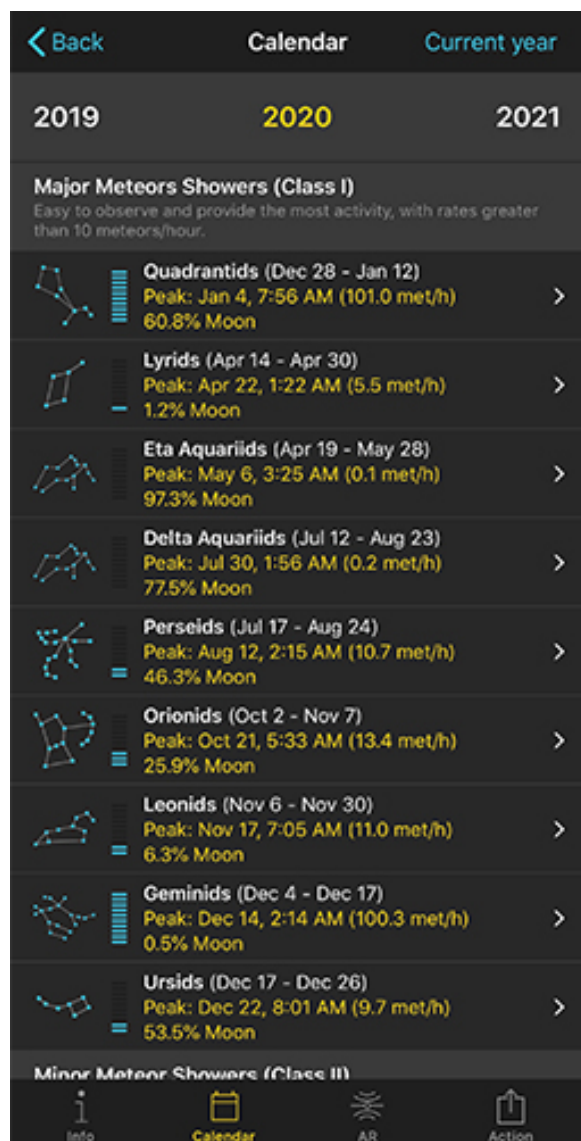 Back
Calendar
Current year
2019
2020
2021
Major Meteors Showers (Class I)
Easy to observe and provide the most activity, with rates greater
than 10 meteors/hour.
Quadrantids (Dec 28 - Jan 12)
Peak: Jan 4, 7:56 AM (101.0 met/h)
60.8% Moon
Lyrids (Apr 14 - Apr 30)
Peak: Apr 22, 1:22 AM (5.5 met/h)
1.2% Moon
Eta Aquariids (Apr 19 - May 28)
Peak: May 6, 3:25 AM (0.1 met/h)
97.3% Moon
Delta Aquariids (Jul 12 - Aug 23)
Peak: Jul 30, 1:56 AM (0.2 met/h)
77.5% Moon
Perseids (Jul 17 - Aug 24)
Peak: Aug 12, 2:15 AM (10.7 met/h)
46.3% Moon
Orionids (Oct 2 - Nov 7)
Peak: Oct 21, 5:33 AM (13.4 met/h)
25.9% Moon
Leonids (Nov 6 - Nov 30)
Peak: Nov 17, 7:05 AM (11.0 met/h)
6.3% Moon
Geminids (Dec 4 - Dec 17)
Peak: Dec 14, 2:14 AM (100.3 met/h)
0.5% Moon
Ursids (Dec 17 - Dec 26)
Peak: Dec 22, 8:01 AM (9.7 met/h)
53.5% Moon
Minor Meteor Showers (Class II)
Info
Calendar
AR
Action